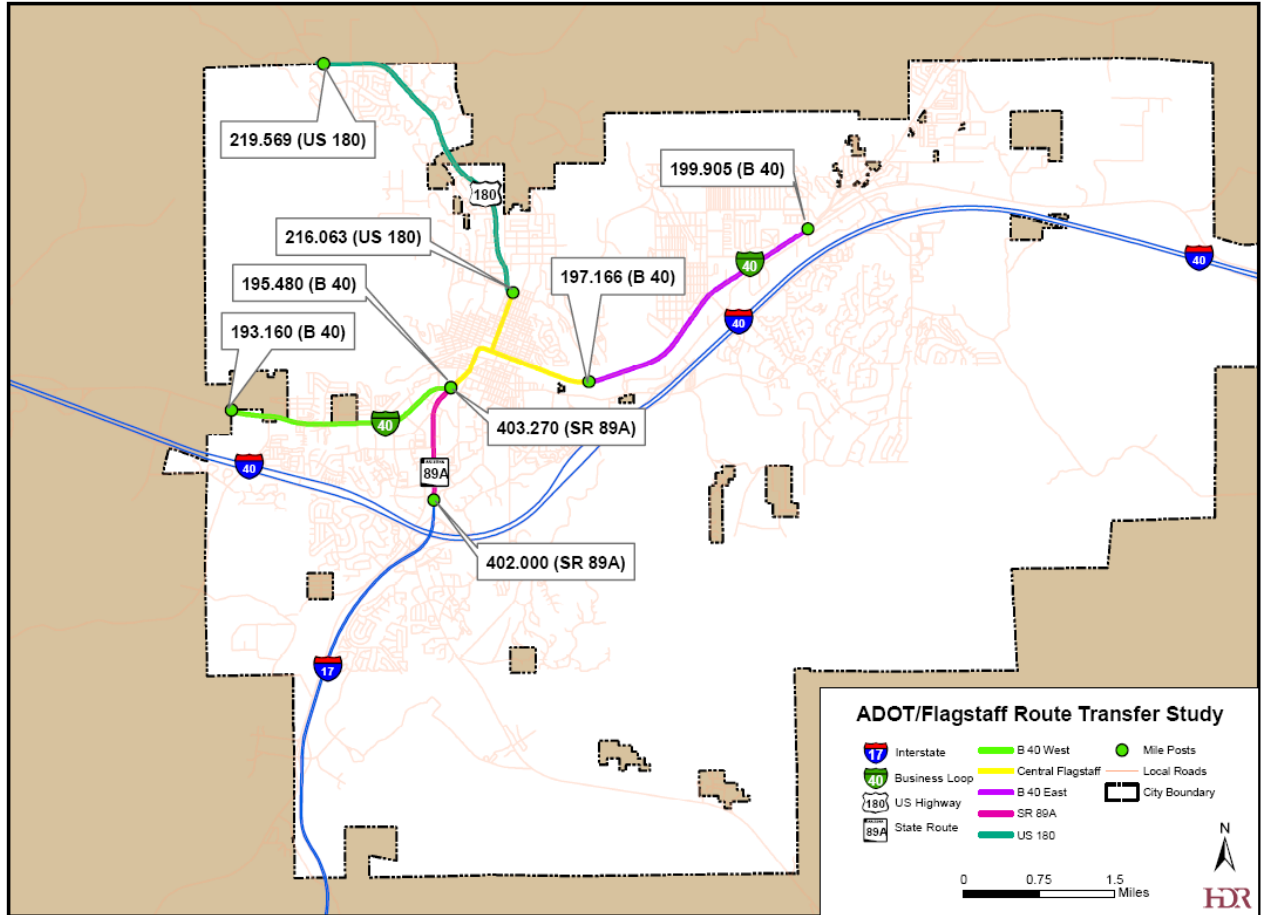 219.569 (US 180)
199.905 (B 40)
180
216.063 (US 180)
40
40
195.480 (B 40)
197.166 (B 40)
40
193.160 (B 40)
40
403.270 (SR 89A)
40
ARIZONA
89A
402.000 (SR 89A)
17
ADOT/Flagstaff Route Transfer Study
17 Interstate
40 Business Loop
180 US Highway
89A State Route
B 40 West
Central Flagstaff
B 40 East
SR 89A
US 180
Mile Posts
Local Roads
City Boundary
N
0 0.75 1.5
Miles
HDR